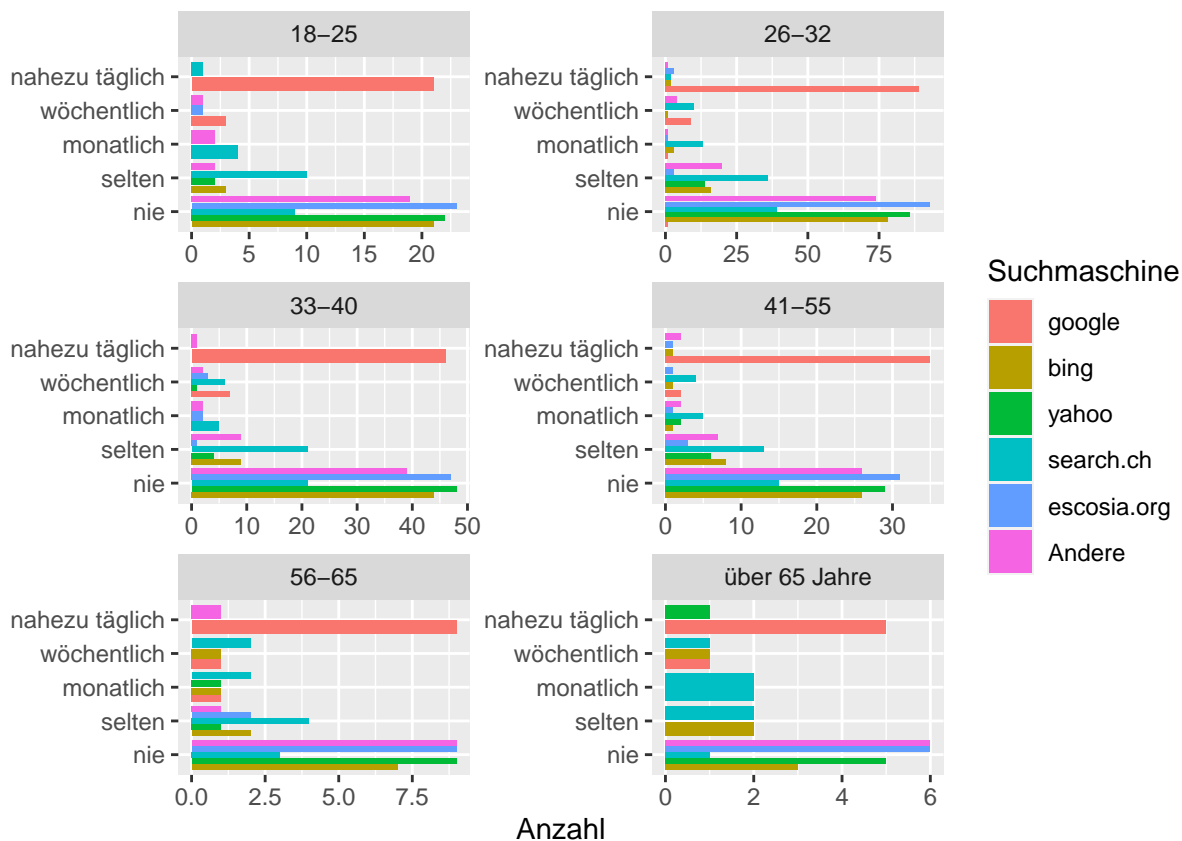 18−25
nahezu täglich
wöchentlich
monatlich
selten
nie
0 5 10 15 20
26−32
nahezu täglich
wöchentlich
monatlich
selten
nie
0 25 50 75
33−40
nahezu täglich
wöchentlich
monatlich
selten
nie
0 10 20 30 40 50
41−55
nahezu täglich
wöchentlich
monatlich
selten
nie
0 10 20 30
56−65
nahezu täglich
wöchentlich
monatlich
selten
nie
0.0 2.5 5.0 7.5
über 65 Jahre
nahezu täglich
wöchentlich
monatlich
selten
nie
0 2 4 6
Anzahl
Suchmaschine
google
bing
yahoo
search.ch
escosia.org
Andere